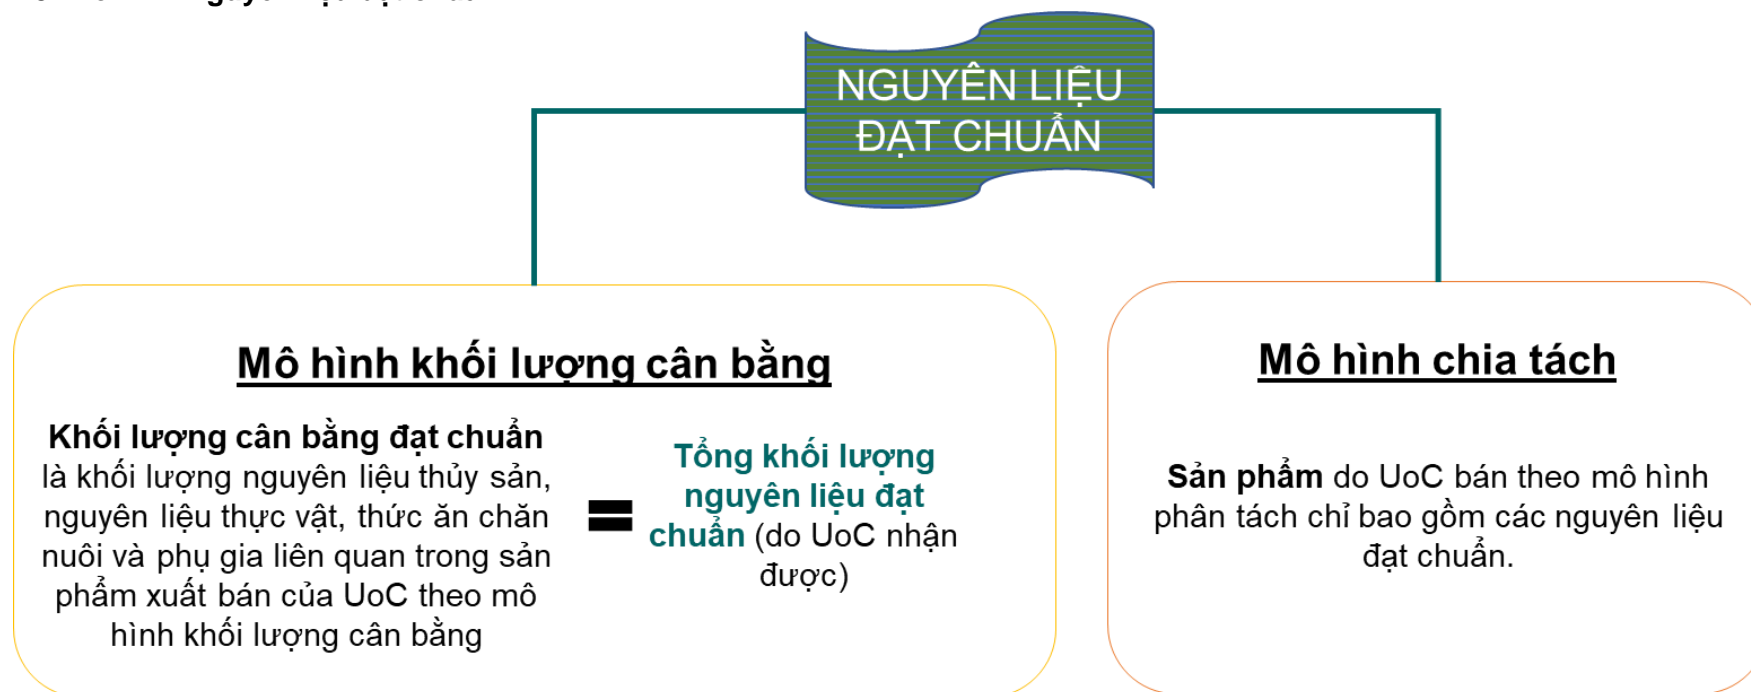 NGUYÊN LIỆU
ĐẠT CHUẨN
Mô hình khối lượng cân bằng
Khối lượng cân bằng đạt chuẩn
là khối lượng nguyên liệu thủy sản,
nguyên liệu thực vật, thức ăn chăn
nuôi và phụ gia liên quan trong sản
phẩm xuất bán của UoC theo mô
hình khối lượng cân bằng
=
Tổng khối lượng
nguyên liệu đạt
chuẩn (do UoC nhận
được)
Mô hình chia tách
Sản phẩm do UoC bán theo mô hình
phân tách chỉ bao gồm các nguyên liệu
đạt chuẩn.